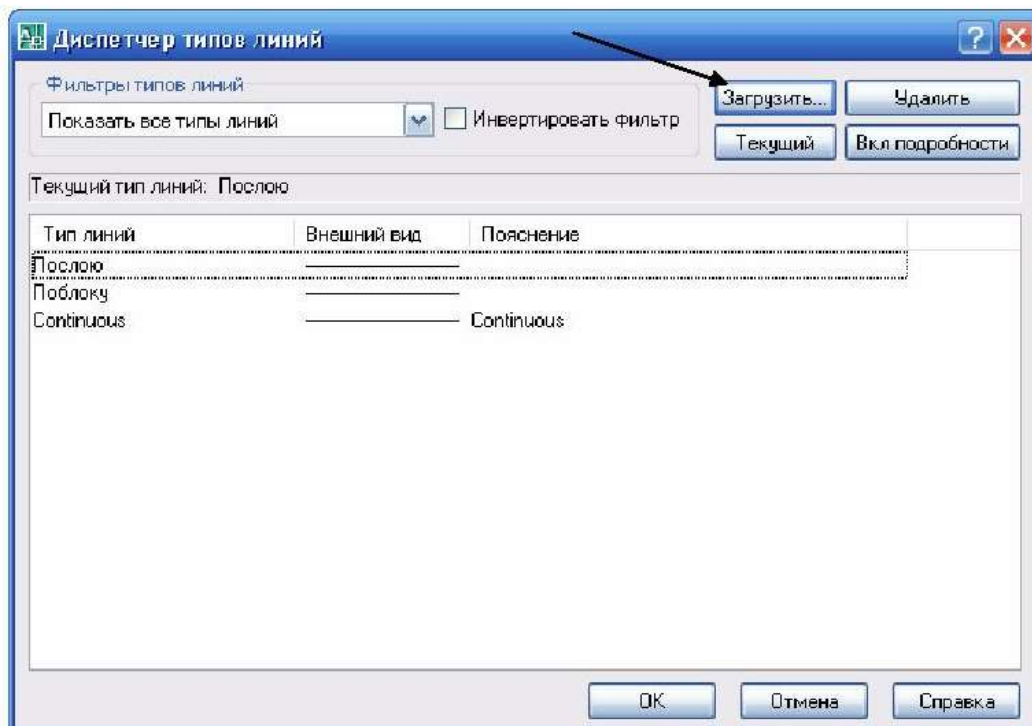 Диспетчер типов линий
Фильтры типов линий
Показать все типы линий
Инвертировать фильтр
Загрузить...
Удалить
Текущий
Вкл подробности
Текущий тип линий: Послою
Тип линий Внешний вид Пояснение
Послою
Поблоку
Continuous Continuous
OK Отмена Справка